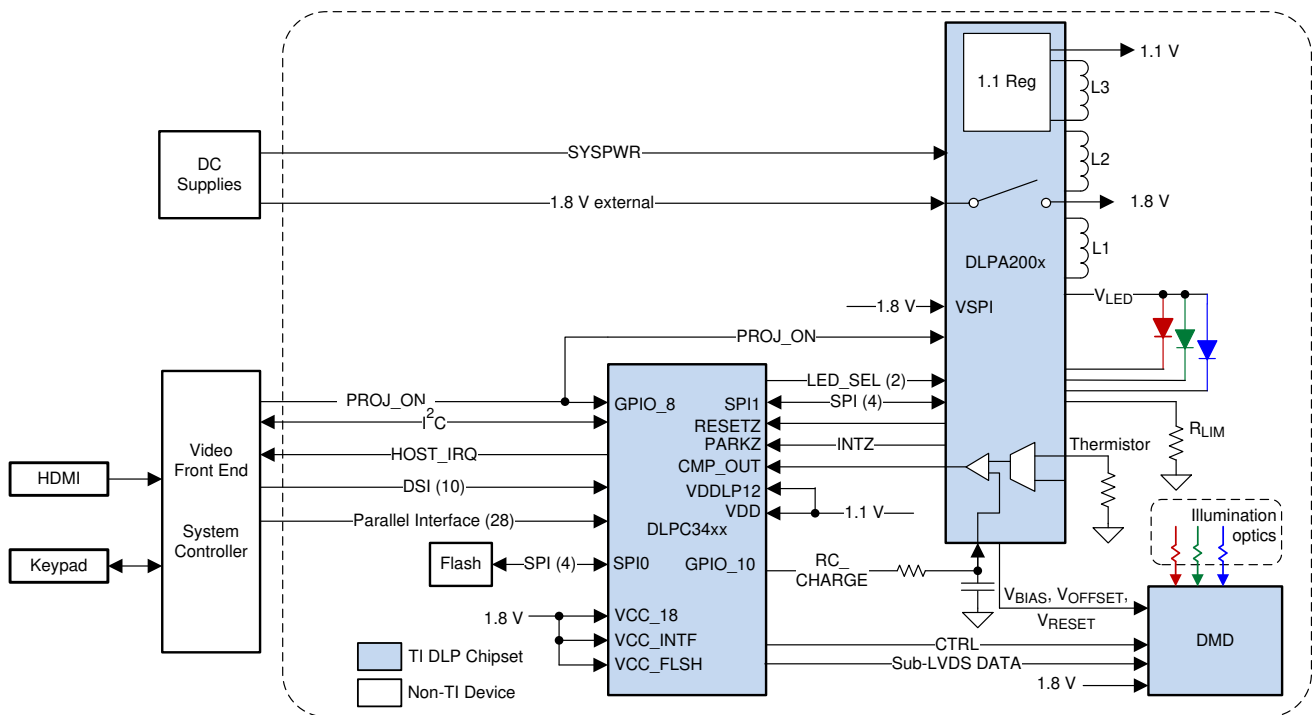 1.1 V
1.1 Reg
L3
DC
Supplies
SYSPWR
L2
1.8 V external
1.8 V
L1
DLPA200x
VLED
1.8 V
VSPI
PROJ_ON
LED_SEL (2)
PROJ_ON
GPIO_8
SPI1
SPI (4)
I2C
RESETZ
RLIM
Video
Front End
PARKZ
INTZ
Thermistor
HOST_IRQ
CMP_OUT
HDMI
DSI (10)
VDDLP12
VDD
1.1 V
System
Controller
Parallel Interface (28)
DLPC34xx
Illumination
optics
Keypad
Flash
SPI (4)
SPI0
GPIO_10
RC_
CHARGE
VBIAS, VOFFSET,
VRESET
1.8 V
VCC_18
VCC_INTF
VCC_FLSH
CTRL
DMD
Sub-LVDS DATA
1.8 V
TI DLP Chipset
Non-TI Device